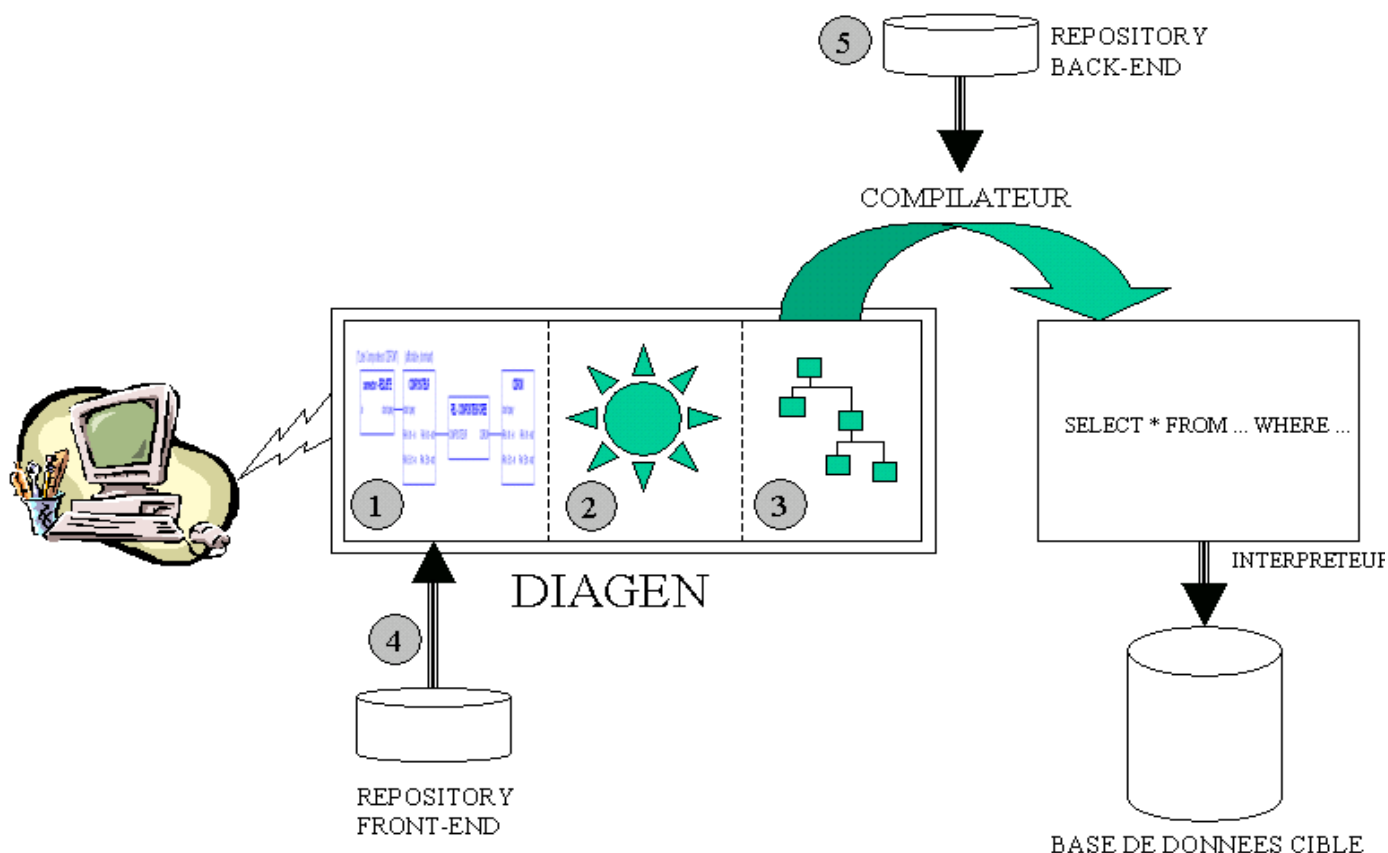 5
REPOSITORY
BACK-END
COMPILATEUR
COMPUTER
1
2
3
SELECT * FROM ... WHERE ...
INTERPRETEUR
DIAGEN
4
REPOSITORY
FRONT-END
BASE DE DONNEES CIBLE